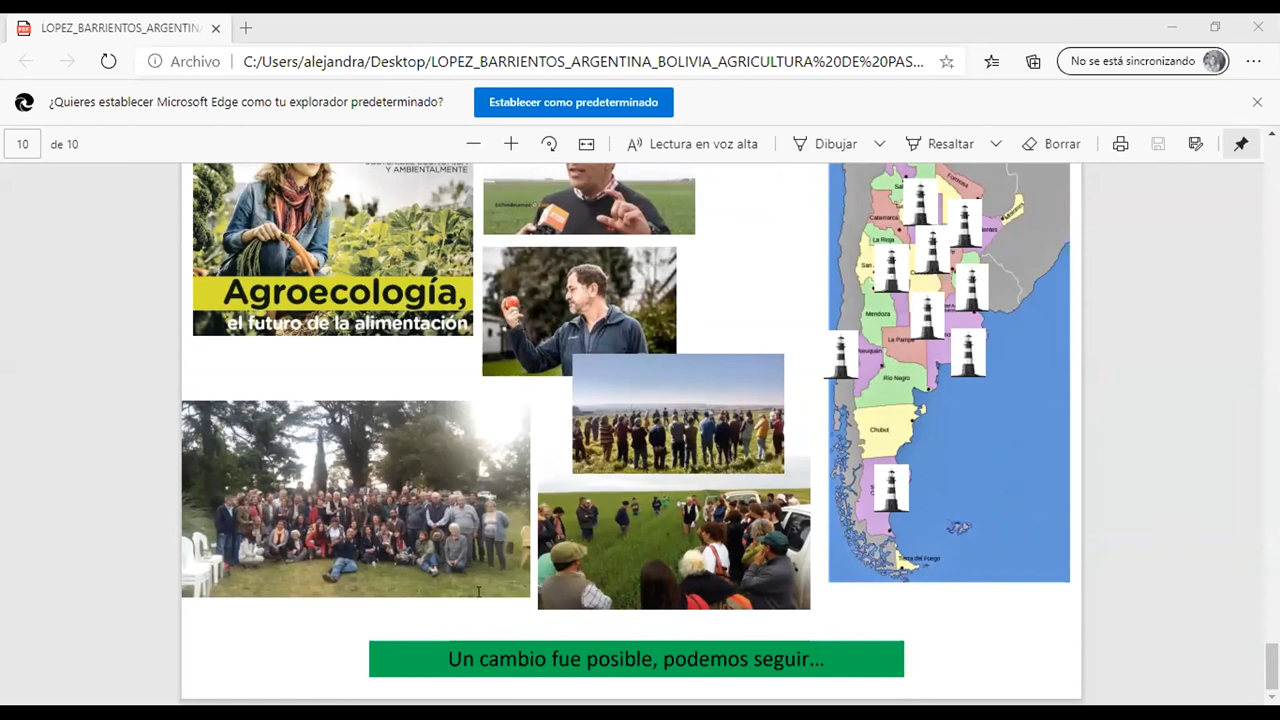 LOPEZ_BARRIENTOS_ARGENTIN
Archivo
C:/Users/alejandra/Desktop/LOPEZ_BARRIENTOS_ARGENTINA_BOLIVIA_AGRICULTURA%20DE%20PAS...
No se está sincronizando
¿Quieres establecer Microsoft Edge como tu explorador predeterminado?
Establecer como predeterminado
10 de 10
Lectura en voz alta
Dibujar
Resaltar
Borrar
Y AMBIENTALMENTE
Agroecología,
el futuro de la alimentación
Formosa
Catamarca
La Rioja
Mendoza
La Pampa
Neuquén
Río Negro
Chubut
Tierra del Fuego
Un cambio fue posible, podemos seguir...